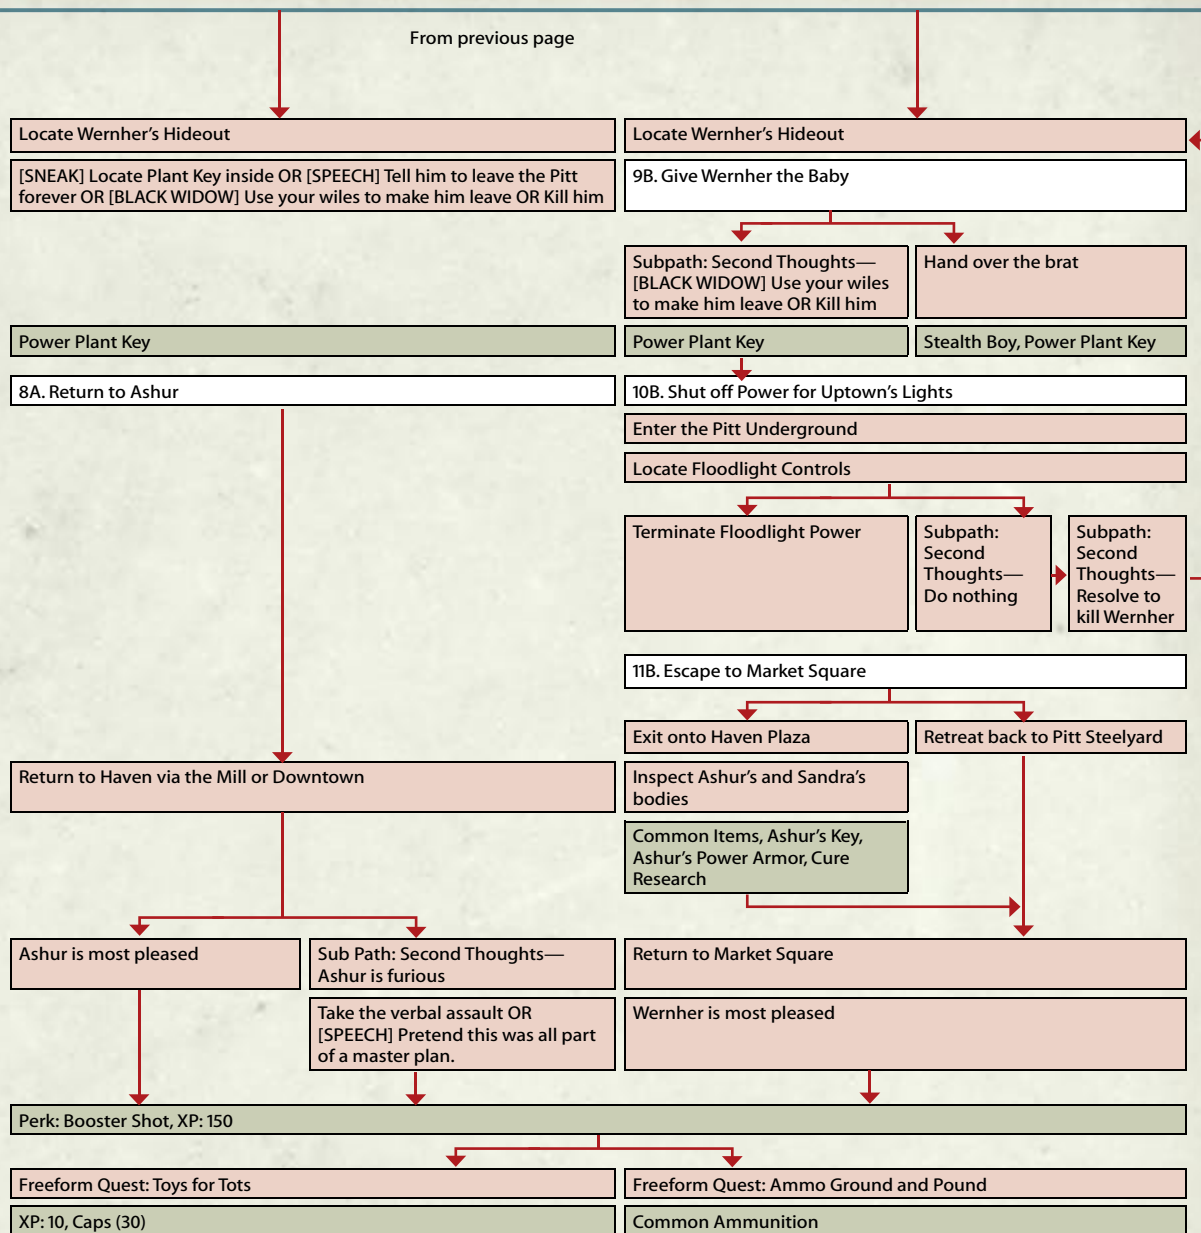 From previous page
Locate Wernher's Hideout
[SNEAK] Locate Plant Key inside OR [SPEECH] Tell him to leave the Pitt
forever OR [BLACK WIDOW] Use your wiles to make him leave OR Kill him
Locate Wernher's Hideout
9B. Give Wernher the Baby
Subpath: Second Thoughts—
[BLACK WIDOW] Use your wiles
to make him leave OR Kill him
Hand over the brat
Power Plant Key
Power Plant Key
Stealth Boy, Power Plant Key
8A. Return to Ashur
10B. Shut off Power for Uptown's Lights
Enter the Pitt Underground
Locate Floodlight Controls
Terminate Floodlight Power
Subpath:
Second
Thoughts—
Do nothing
Subpath:
Second
Thoughts—
Resolve to
kill Wernher
11B. Escape to Market Square
Exit onto Haven Plaza
Retreat back to Pitt Steelyard
Return to Haven via the Mill or Downtown
Inspect Ashur's and Sandra's
bodies
Common Items, Ashur's Key,
Ashur's Power Armor, Cure
Research
Ashur is most pleased
Sub Path: Second Thoughts—
Ashur is furious
Take the verbal assault OR
[SPEECH] Pretend this was all part
of a master plan.
Return to Market Square
Wernher is most pleased
Perk: Booster Shot, XP: 150
Freeform Quest: Toys for Tots
Freeform Quest: Ammo Ground and Pound
XP: 10, Caps (30)
Common Ammunition